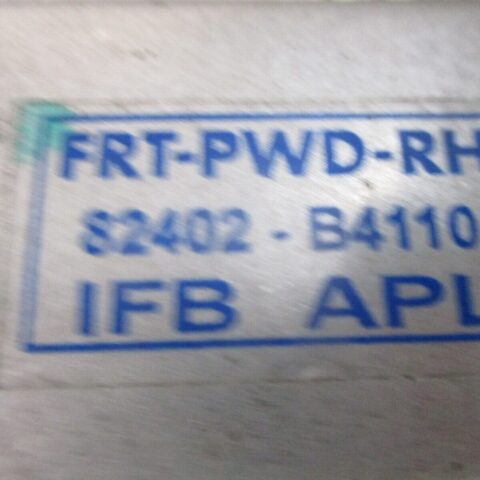 FRT-PWD-RH
82402 - B4110
IFB APL